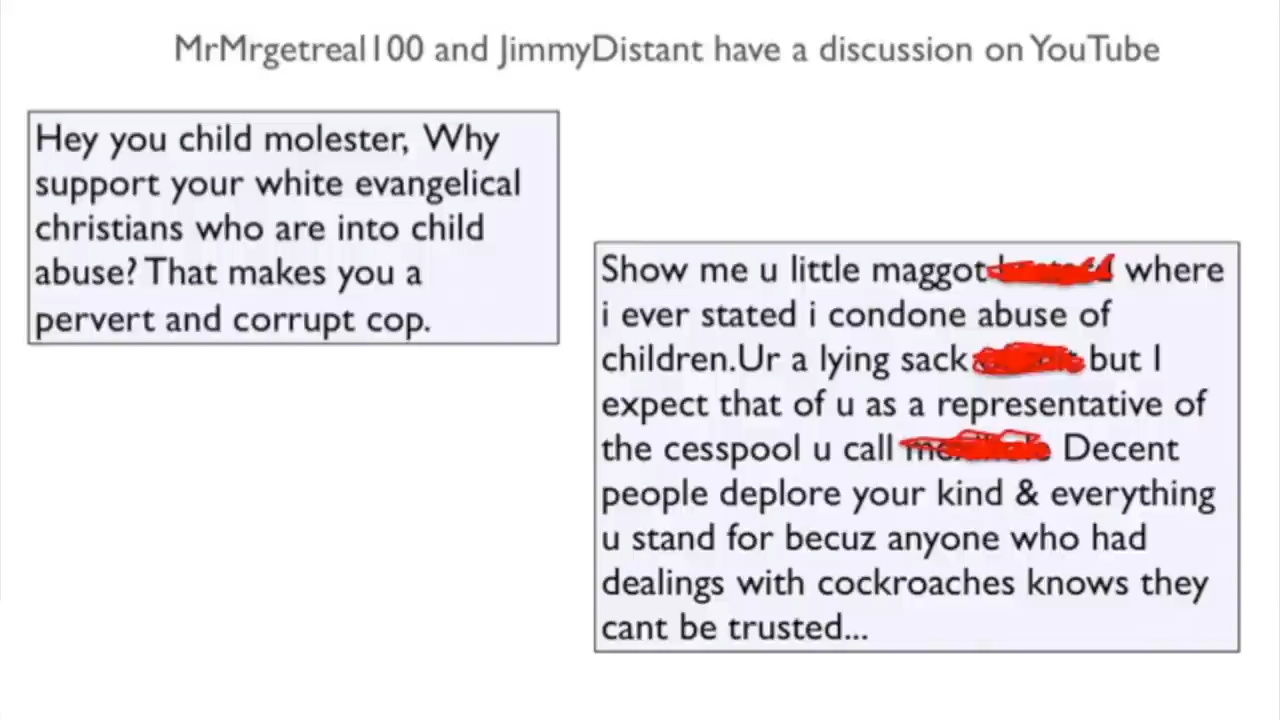 MrMrgetreal100 and JimmyDistant have a discussion on YouTube
Hey you child molester, Why
support your white evangelical
christians who are into child
abuse? That makes you a
pervert and corrupt cop.
Show me u little maggot where
i ever stated i condone abuse of
children.Ur a lying sack but I
expect that of u as a representative of
the cesspool u call Decent
people deplore your kind & everything
u stand for becuz anyone who had
dealings with cockroaches knows they
cant be trusted...